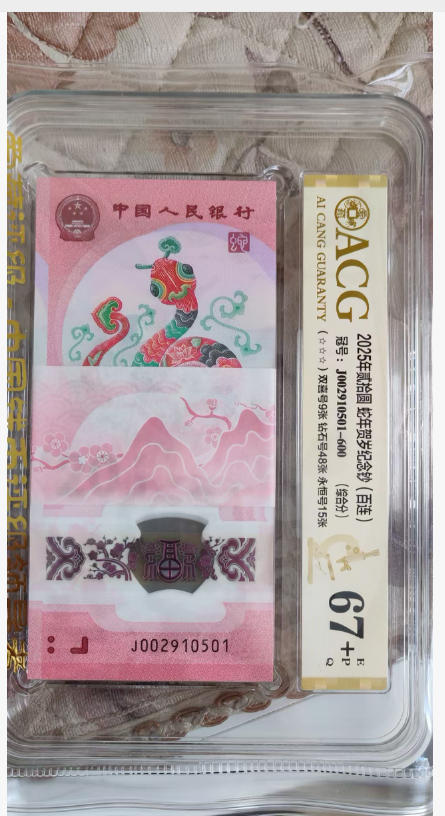 中国人民银行
J002910501
ACG
AI CANG GUARANTY
2025年贰拾圆 蛇年贺岁纪念钞（百连）
冠号：J002910501-600 （综合分）
（☆☆☆）双喜号9张 钻石号48张 永恒号15张
67+
E
P
Q